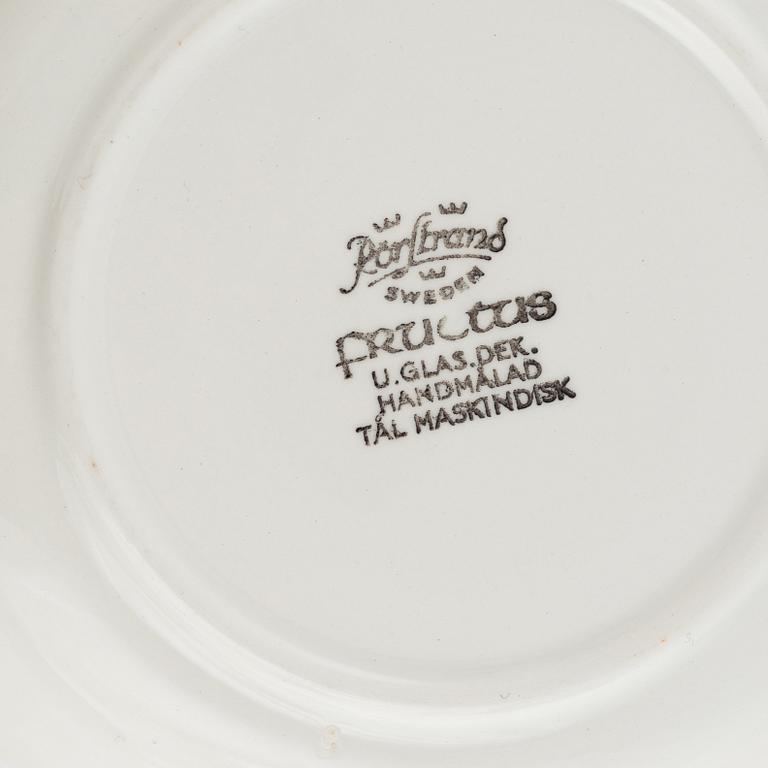 Rörstrand
SWEDEN
FRUCTUS
U.GLAS.DEK.
HANDMÅLAD
TÅL MASKINDISK